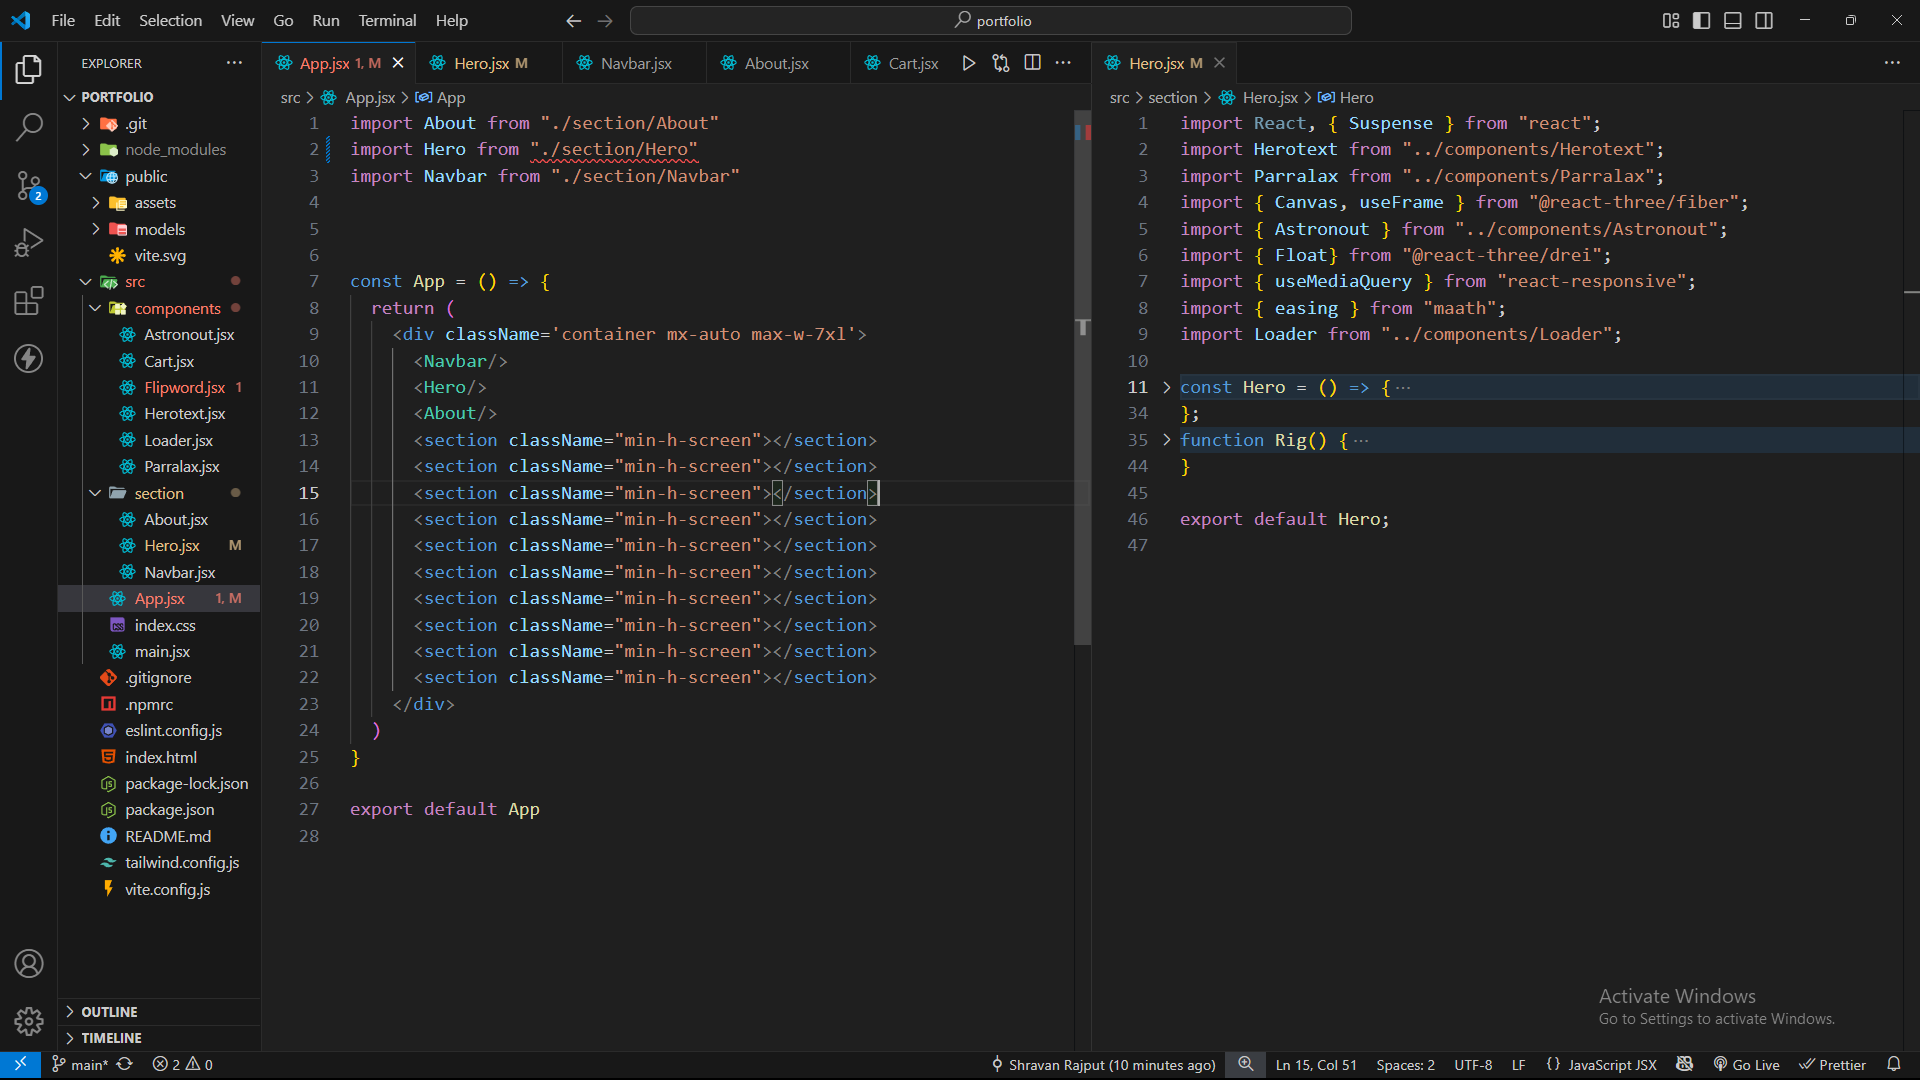 File Edit Selection View Go Run Terminal Help
portfolio
EXPLORER
PORTFOLIO
.git
node_modules
public
assets
models
vite.svg
src
components
Astronout.jsx
Cart.jsx
Flipword.jsx 1
Herotext.jsx
Loader.jsx
Parralax.jsx
section
About.jsx
Hero.jsx M
Navbar.jsx
App.jsx 1, M
index.css
main.jsx
.gitignore
.npmrc
eslint.config.js
index.html
package-lock.json
package.json
README.md
tailwind.config.js
vite.config.js
OUTLINE
TIMELINE
2
App.jsx 1, M Hero.jsx M Navbar.jsx About.jsx Cart.jsx
src > App.jsx > App
1 import About from "./section/About"
2 import Hero from "./section/Hero"
3 import Navbar from "./section/Navbar"
4
5
6
7 const App = () => {
8 return (
9 <div className='container mx-auto max-w-7xl'>
10 <Navbar/>
11 <Hero/>
12 <About/>
13 <section className="min-h-screen"></section>
14 <section className="min-h-screen"></section>
15 <section className="min-h-screen"></section>
16 <section className="min-h-screen"></section>
17 <section className="min-h-screen"></section>
18 <section className="min-h-screen"></section>
19 <section className="min-h-screen"></section>
20 <section className="min-h-screen"></section>
21 <section className="min-h-screen"></section>
22 <section className="min-h-screen"></section>
23 </div>
24 )
25 }
26
27 export default App
28
Hero.jsx M
src > section > Hero.jsx > Hero
1 import React, { Suspense } from "react";
2 import Herotext from "../components/Herotext";
3 import Parralax from "../components/Parralax";
4 import { Canvas, useFrame } from "@react-three/fiber";
5 import { Astronout } from "../components/Astronout";
6 import { Float} from "@react-three/drei";
7 import { useMediaQuery } from "react-responsive";
8 import { easing } from "maath";
9 import Loader from "../components/Loader";
10
11 const Hero = () => {···
34 };
35 function Rig() {···
44 }
45
46 export default Hero;
47
Activate Windows
Go to Settings to activate Windows.
main* 2 0 Shravan Rajput (10 minutes ago) Ln 15, Col 51 Spaces: 2 UTF-8 LF {} JavaScript JSX Go Live Prettier